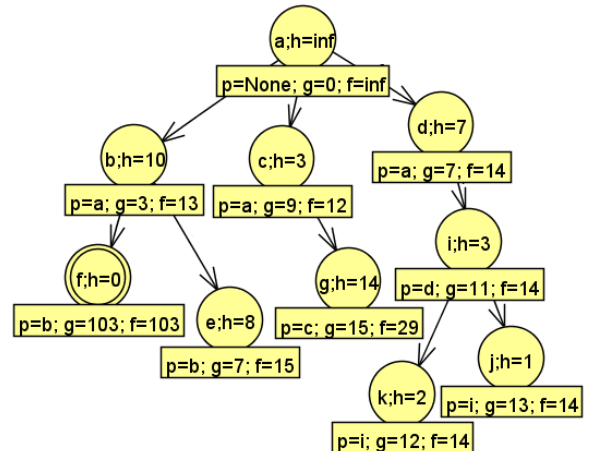 a;h=inf
p=None; g=0; f=inf
d;h=7
p=a; g=7; f=14
b;h=10
p=a; g=3; f=13
c;h=3
p=a; g=9; f=12
i;h=3
p=d; g=11; f=14
f;h=0
p=b; g=103; f=103
e;h=8
p=b; g=7; f=15
g;h=14
p=c; g=15; f=29
j;h=1
p=i; g=13; f=14
k;h=2
p=i; g=12; f=14